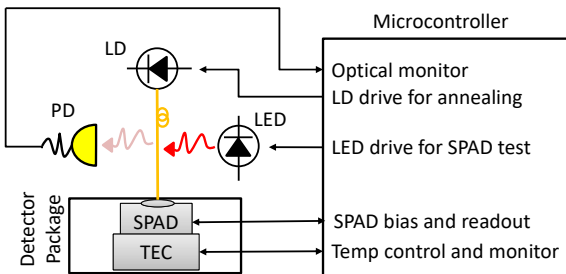 Microcontroller
LD
Optical monitor
LD drive for annealing
PD
LED
LED drive for SPAD test
Detector
Package
SPAD
SPAD bias and readout
TEC
Temp control and monitor